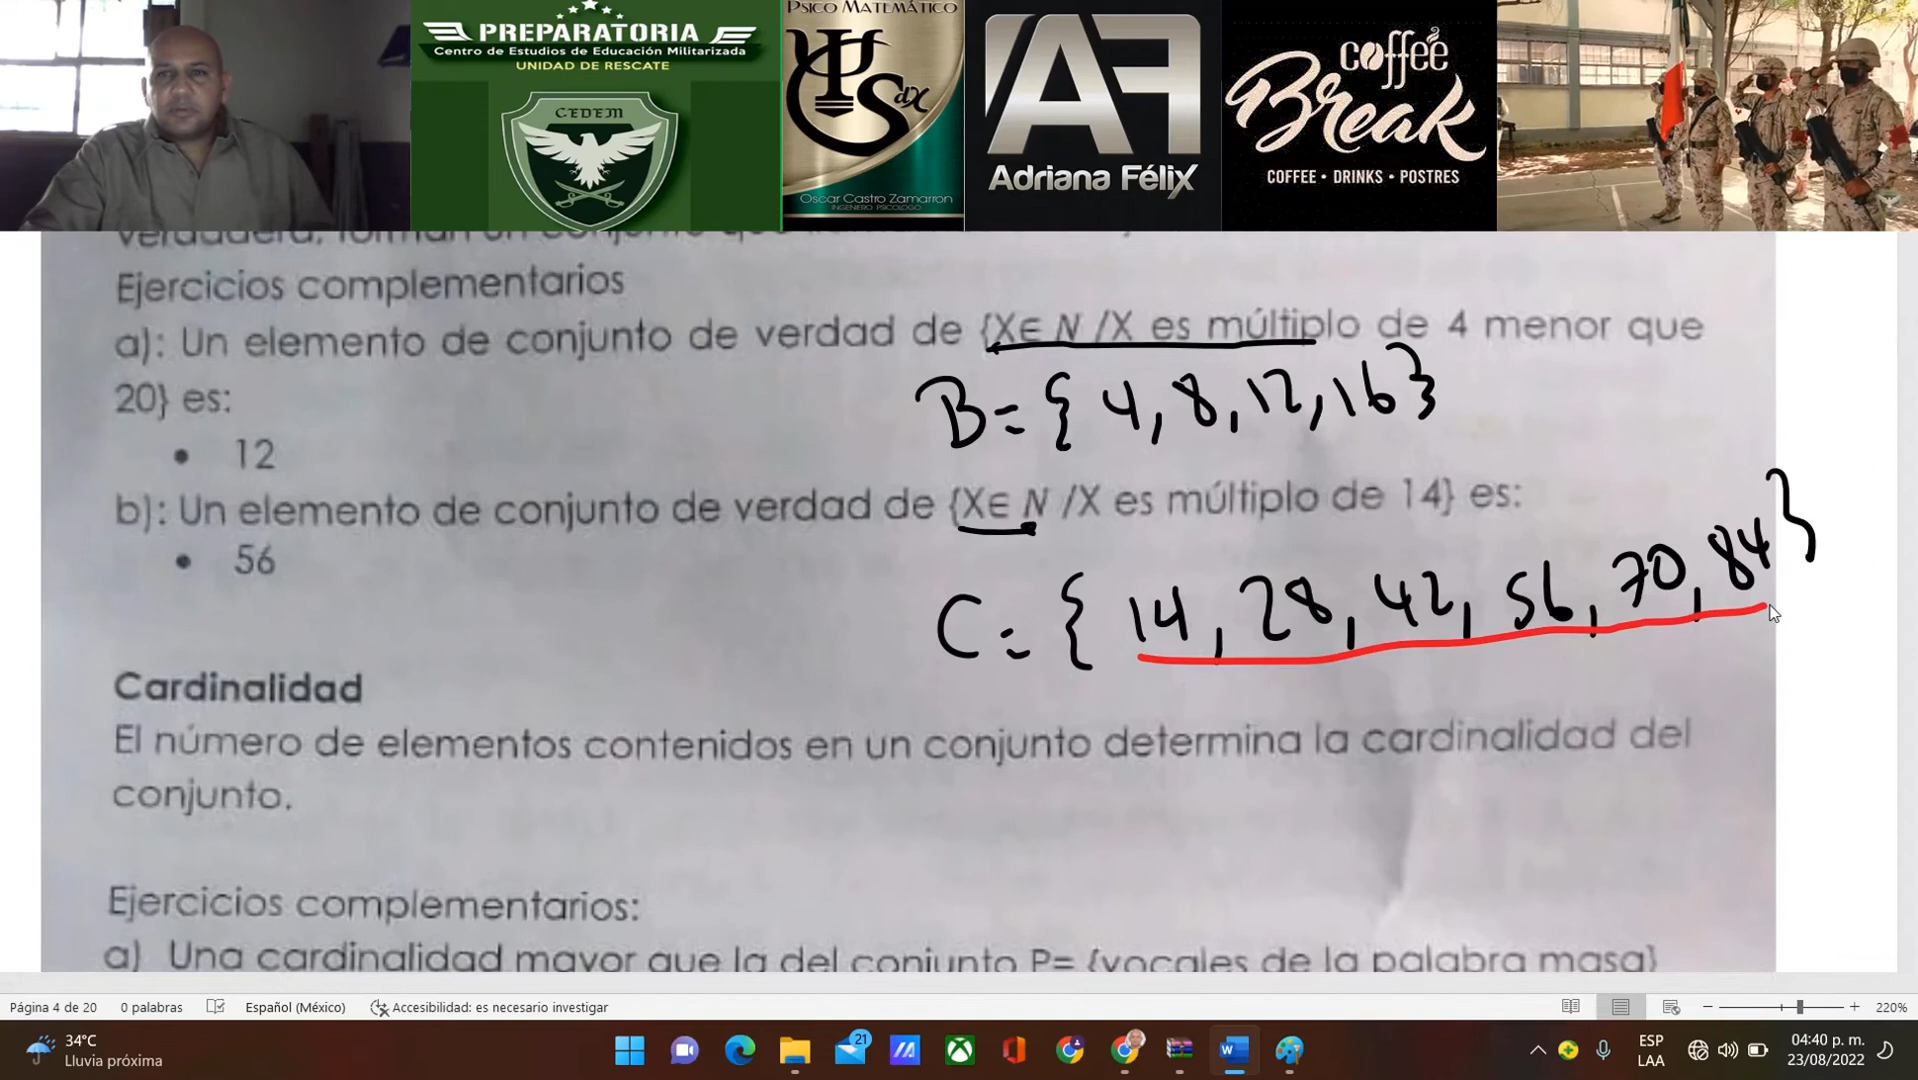 PREPARATORIA
Centro de Estudios de Educación Militarizada
UNIDAD DE RESCATE
CEDEM
PSICO MATEMÁTICO
dx
Oscar Castro Zamarron
INGENIERO PSICOLOGO
AF
Adriana Félix
coffee
Break
COFFEE • DRINKS • POSTRES
Ejercicios complementarios
a): Un elemento de conjunto de verdad de {X∈ N /X es múltiplo de 4 menor que
20} es:
B = { 4, 8, 12, 16 }
• 12
b): Un elemento de conjunto de verdad de {X∈ N /X es múltiplo de 14} es:
• 56
C = { 14, 28, 42, 56, 70, 84 }
Cardinalidad
El número de elementos contenidos en un conjunto determina la cardinalidad del
conjunto.
Ejercicios complementarios:
a) Una cardinalidad mayor que la del conjunto P= {vocales de la palabra masa}
Página 4 de 20 0 palabras Español (México) Accesibilidad: es necesario investigar 220%
34°C
Lluvia próxima
21
ESP
LAA
04:40 p. m.
23/08/2022